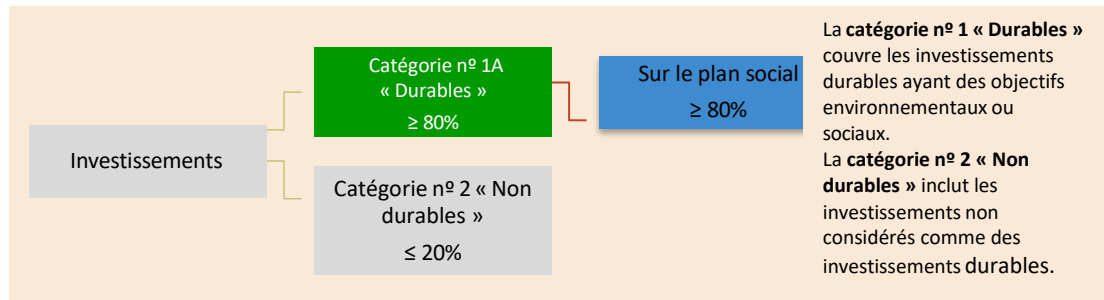 Investissements
Catégorie nº 1A
« Durables »
≥ 80%
Sur le plan social
≥ 80%
Catégorie nº 2 « Non
durables »
≤ 20%
La catégorie nº 1 « Durables »
couvre les investissements
durables ayant des objectifs
environnementaux ou
sociaux.
La catégorie nº 2 « Non
durables » inclut les
investissements non
considérés comme des
investissements durables.